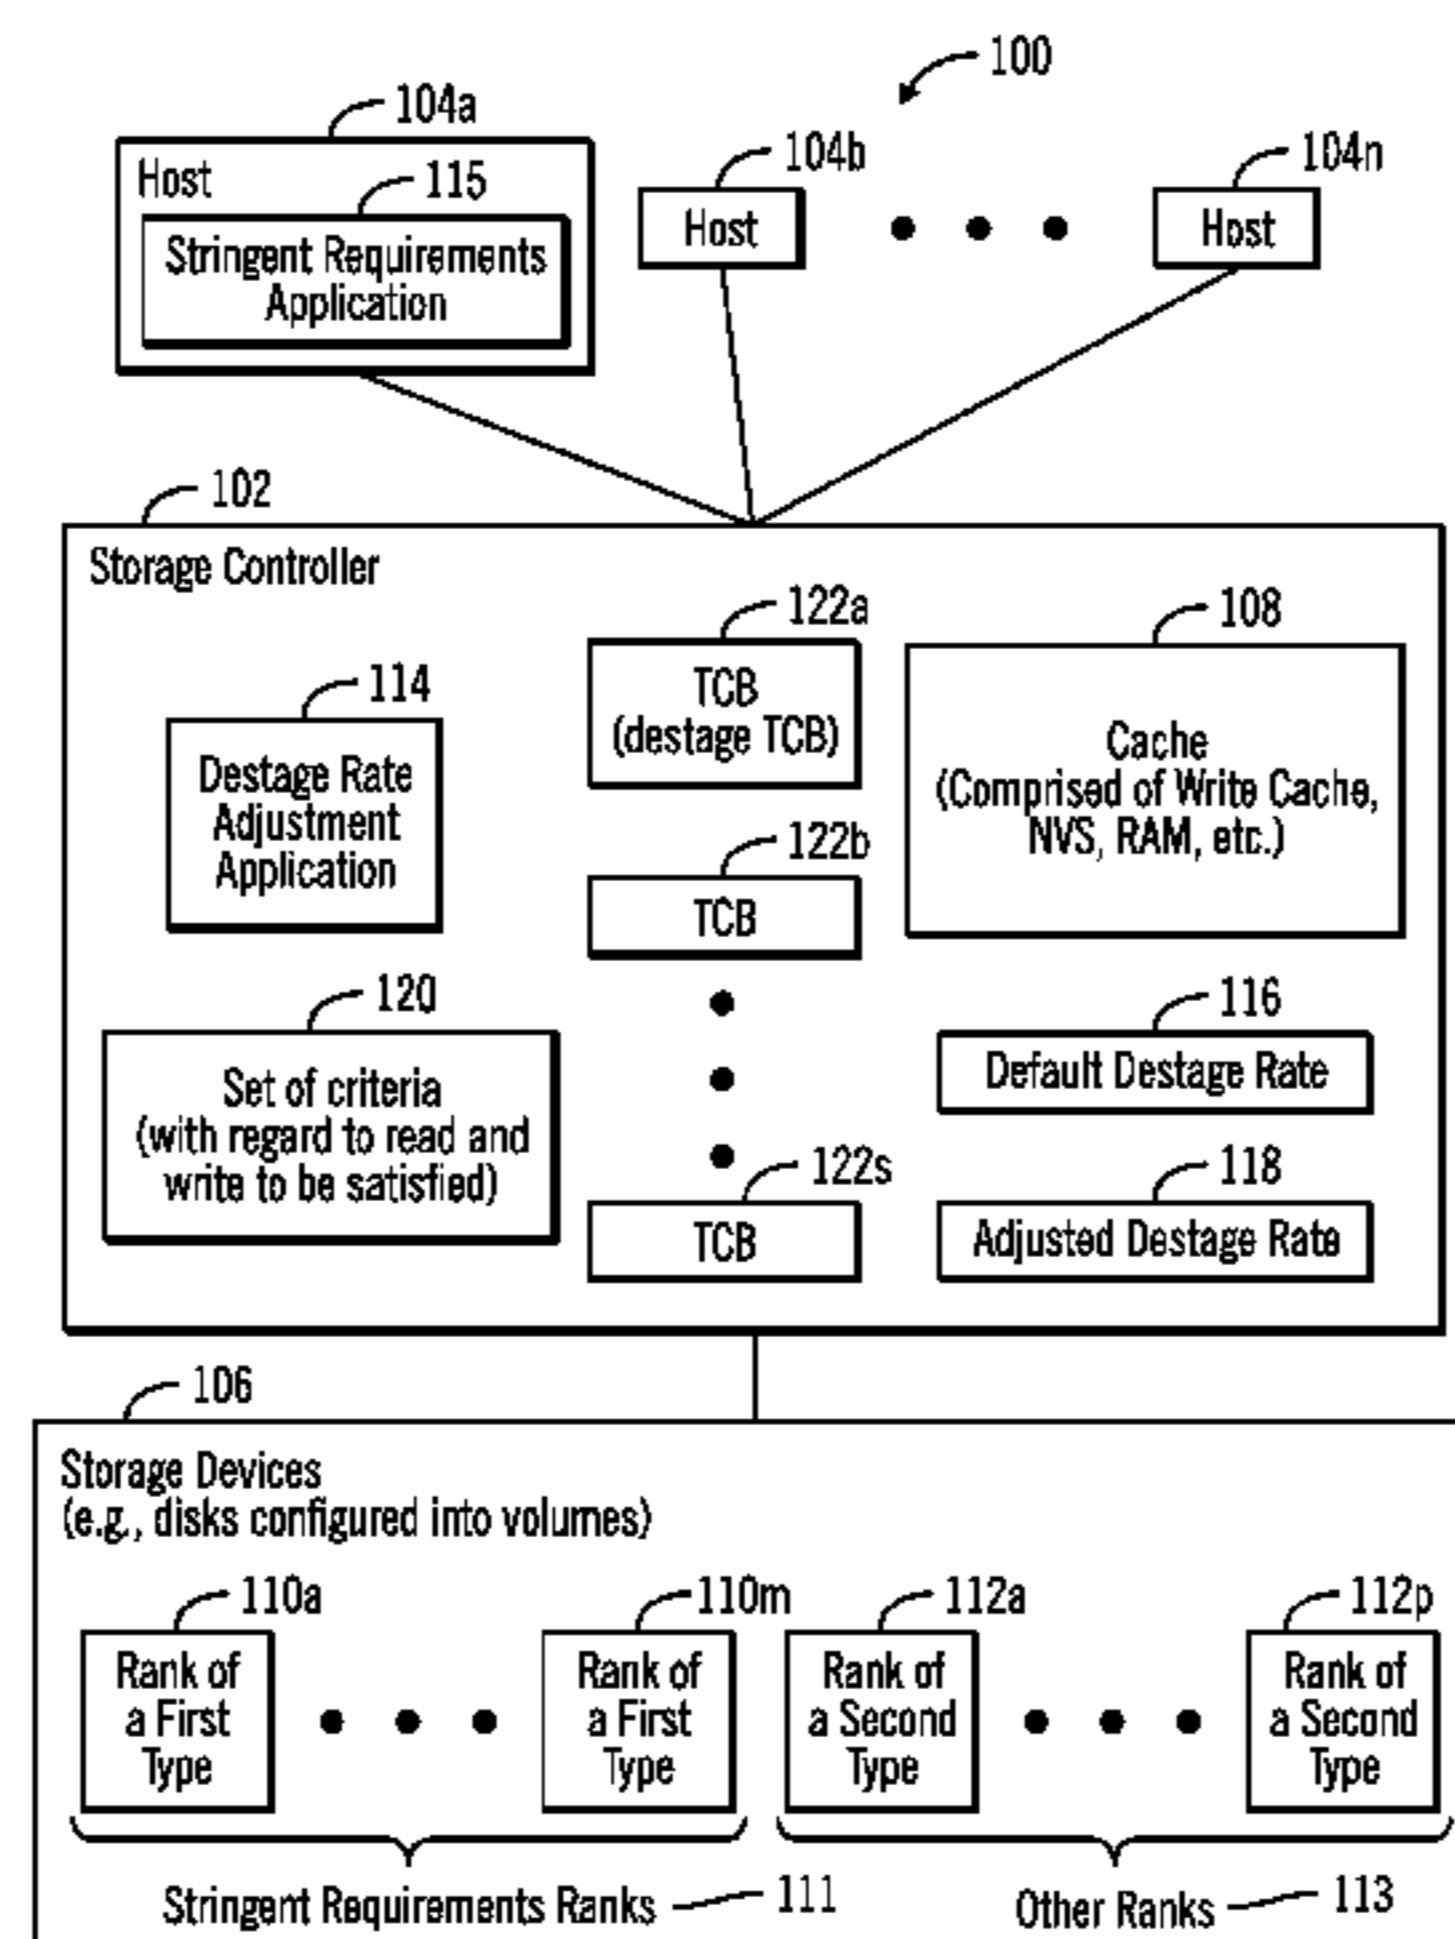 100
104a
Host
115
Stringent Requirements
Application
104b
Host
104n
Host
102
Storage Controller
114
Destage Rate
Adjustment
Application
122a
TCB
(destage TCB)
108
Cache
(Comprised of Write Cache,
NVS, RAM, etc.)
122b
TCB
120
Set of criteria
(with regard to read and
write to be satisfied)
116
Default Destage Rate
122s
TCB
118
Adjusted Destage Rate
106
Storage Devices
(e.g., disks configured into volumes)
110a
Rank of
a First
Type
110m
Rank of
a First
Type
112a
Rank of
a Second
Type
112p
Rank of
a Second
Type
Stringent Requirements Ranks
111
Other Ranks
113